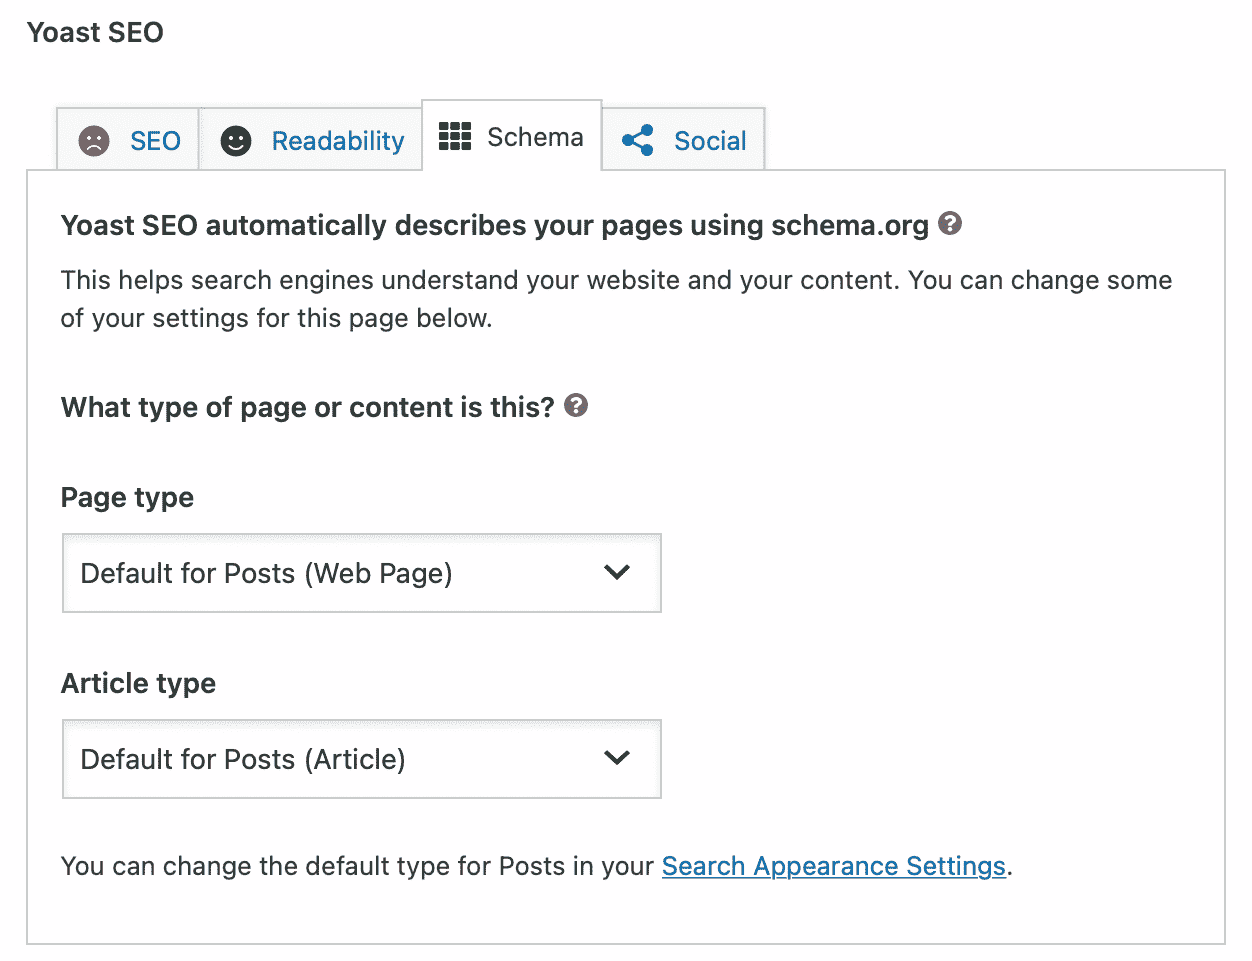 Yoast SEO
SEO
Readability
Schema
Social
Yoast SEO automatically describes your pages using schema.org ?
This helps search engines understand your website and your content. You can change some
of your settings for this page below.
What type of page or content is this? ?
Page type
Default for Posts (Web Page)
Article type
Default for Posts (Article)
You can change the default type for Posts in your Search Appearance Settings.